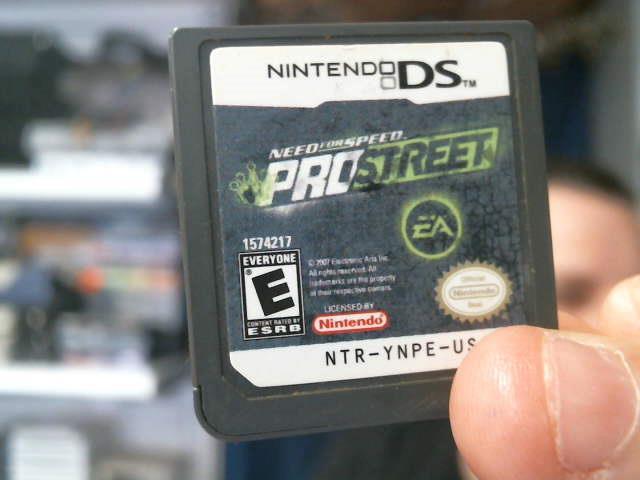 NINTENDO DS™
NEED FOR SPEED
PROSTREET
EA
1574217
EVERYONE
E
CONTENT RATED BY
ESRB
© 2007 Electronic Arts Inc.
All rights reserved. All
trademarks are the property
of their respective owners.
LICENSED BY
Nintendo
Official
Nintendo
Seal
NTR-YNPE-US